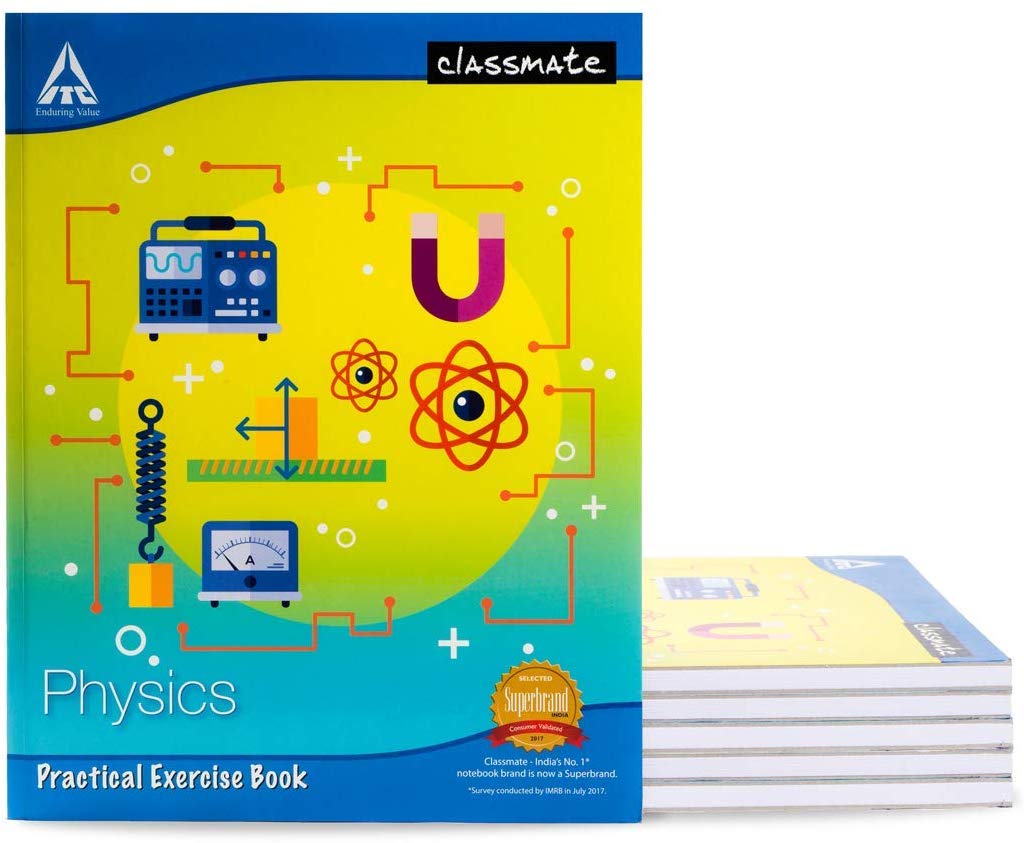 ITC
Enduring Value
classmate
A
Physics
Practical Exercise Book
SELECTED
Superbrand
INDIA
Consumer Validated
2017
Classmate - India's No. 1*
notebook brand is now a Superbrand.
*Survey conducted by IMRB in July 2017.
classmate